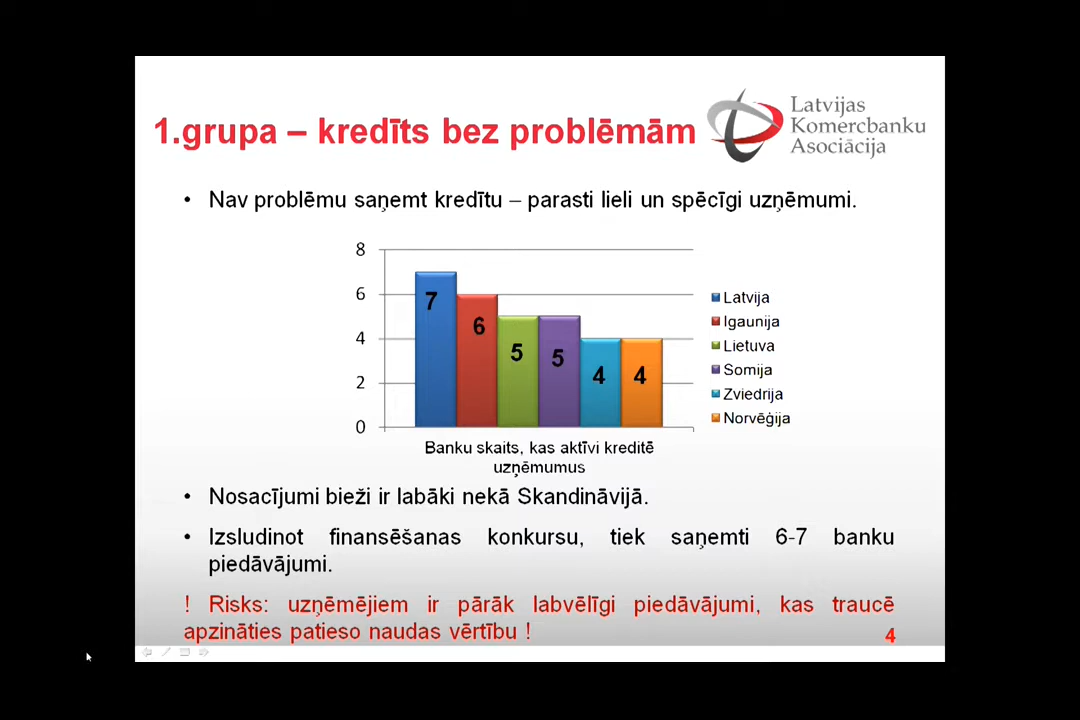 1.grupa – kredīts bez problēmām
Latvijas
Komercbanku
Asociācija
• Nav problēmu saņemt kredītu – parasti lieli un spēcīgi uzņēmumi.
8
6
4
2
0
7
6
5
5
4
4
Latvija
Igaunija
Lietuva
Somija
Zviedrija
Norvēģija
Banku skaits, kas aktīvi kreditē
uzņēmumus
• Nosacījumi bieži ir labāki nekā Skandināvijā.
• Izsludinot finansēšanas konkursu, tiek saņemti 6-7 banku
piedāvājumi.
! Risks: uzņēmējiem ir pārāk labvēlīgi piedāvājumi, kas traucē
apzināties patieso naudas vērtību !
4